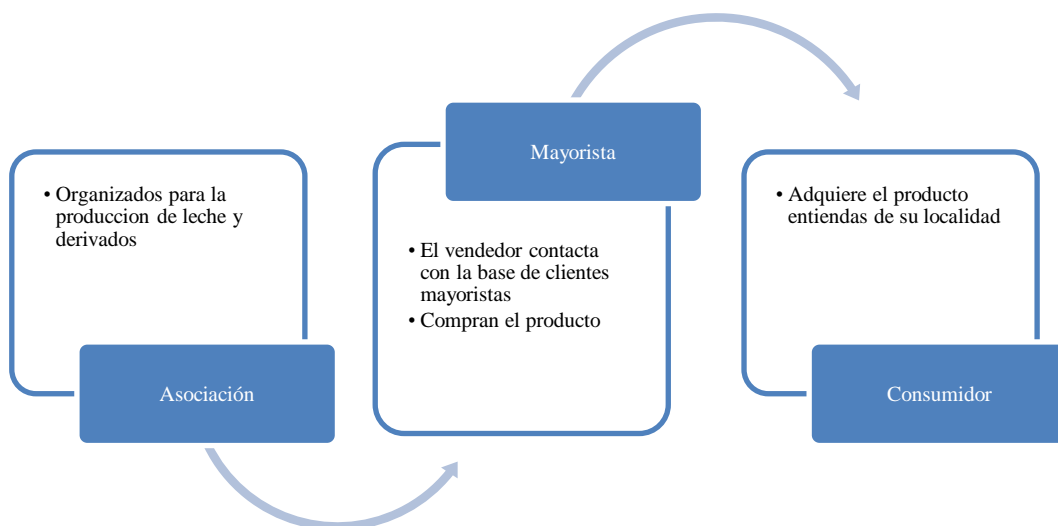 • Organizados para la
produccion de leche y
derivados
Asociación
Mayorista
• El vendedor contacta
con la base de clientes
mayoristas
• Compran el producto
• Adquiere el producto
entiendas de su localidad
Consumidor